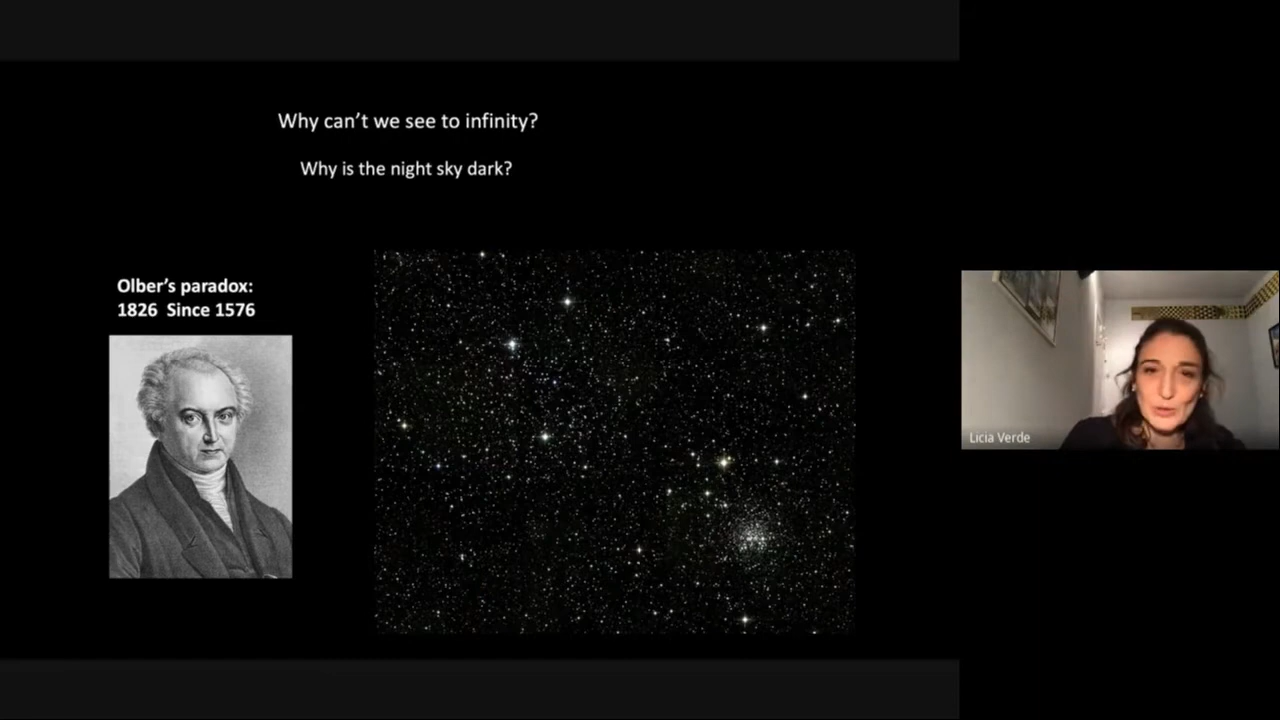 Why can’t we see to infinity?
Why is the night sky dark?
Olber’s paradox:
1826 Since 1576
Licia Verde